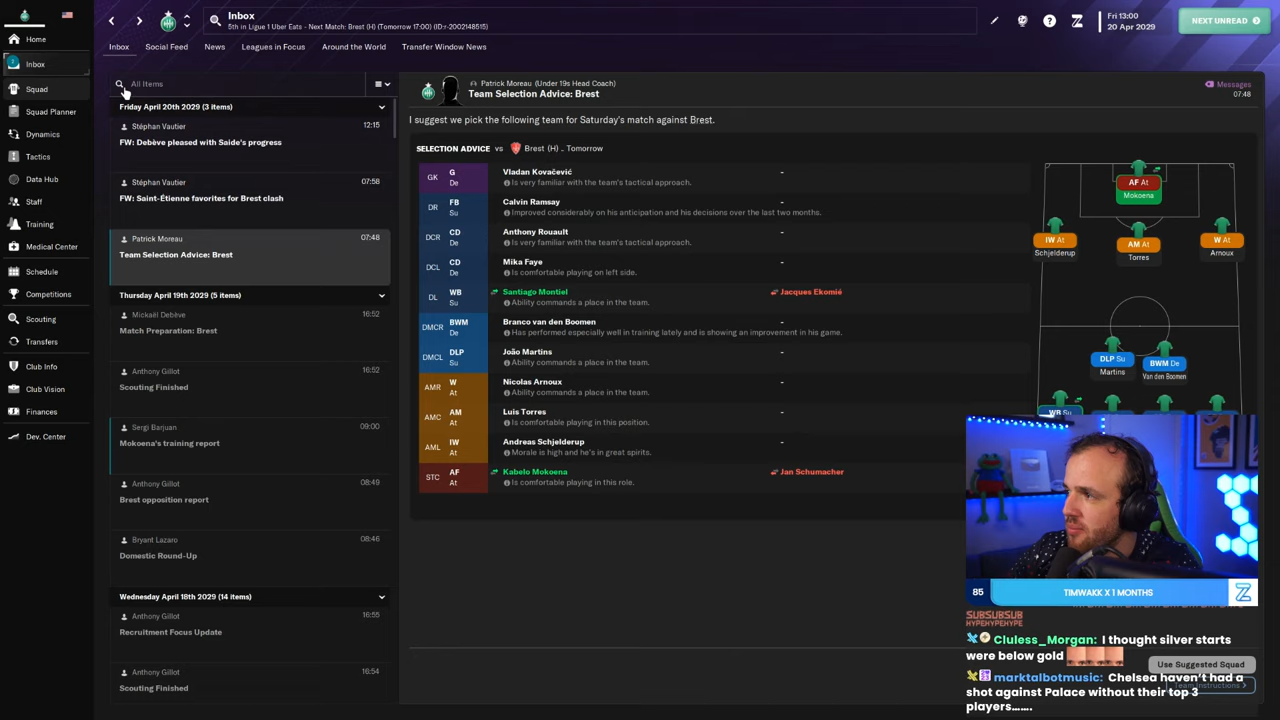 Inbox
5th in Ligue 1 Uber Eats - Next Match: Brest (H) (Tomorrow 17:00) (ID:r-2002148515)
Fri 13:00
20 Apr 2029
NEXT UNREAD
Inbox
Social Feed
News
Leagues in Focus
Around the World
Transfer Window News
Home
Inbox
Squad
Squad Planner
Dynamics
Tactics
Data Hub
Staff
Training
Medical Center
Schedule
Competitions
Scouting
Transfers
Club Info
Club Vision
Finances
Dev. Center
All Items
Friday April 20th 2029 (3 items)
Stéphan Vautier 12:15
FW: Debève pleased with Saide's progress
Stéphan Vautier 07:58
FW: Saint-Étienne favorites for Brest clash
Patrick Moreau 07:48
Team Selection Advice: Brest
Thursday April 19th 2029 (5 items)
Mickaël Debève 16:52
Match Preparation: Brest
Anthony Gillot 16:52
Scouting Finished
Sergi Barjuan 09:00
Mokoena's training report
Anthony Gillot 08:49
Brest opposition report
Bryant Lazaro 08:46
Domestic Round-Up
Wednesday April 18th 2029 (14 items)
Anthony Gillot 16:55
Recruitment Focus Update
Anthony Gillot 16:54
Scouting Finished
Patrick Moreau (Under 19s Head Coach)
Team Selection Advice: Brest
Messages
07:48
I suggest we pick the following team for Saturday's match against Brest.
SELECTION ADVICE vs Brest (H) , Tomorrow
GK G De Vladan Kovačević -
Is very familiar with the team's tactical approach.
DR FB Su Calvin Ramsay -
Improved considerably on his anticipation and his decisions over the last two months.
DCR CD De Anthony Rouault -
Is very familiar with the team's tactical approach.
DCL CD De Mika Faye -
Is comfortable playing on left side.
DL WB Su Santiago Montiel Jacques Ekomié
Ability commands a place in the team.
DMCR BWM De Branco van den Boomen -
Has performed especially well in training lately and is showing an improvement in his game.
DMCL DLP Su João Martins -
Ability commands a place in the team.
AMR W At Nicolas Arnoux -
Ability commands a place in the team.
AMC AM At Luis Torres -
Is comfortable playing in this position.
AML IW At Andreas Schjelderup -
Morale is high and he's in great spirits.
STC AF At Kabelo Mokoena Jan Schumacher
Is comfortable playing in this role.
AF At
Mokoena
IW At
Schjelderup
AM At
Torres
W At
Arnoux
DLP Su
Martins
BWM De
Van den Boomen
WB Su
85 TIMWAKK X 1 MONTHS
SUBSUBSUB
HYPEHYPEHYPE
Cluless_Morgan: I thought silver starts
were below gold
Use Suggested Squad
marktalbotmusic: Chelsea haven't had a
Team Instructions
shot against Palace without their top 3
players.......